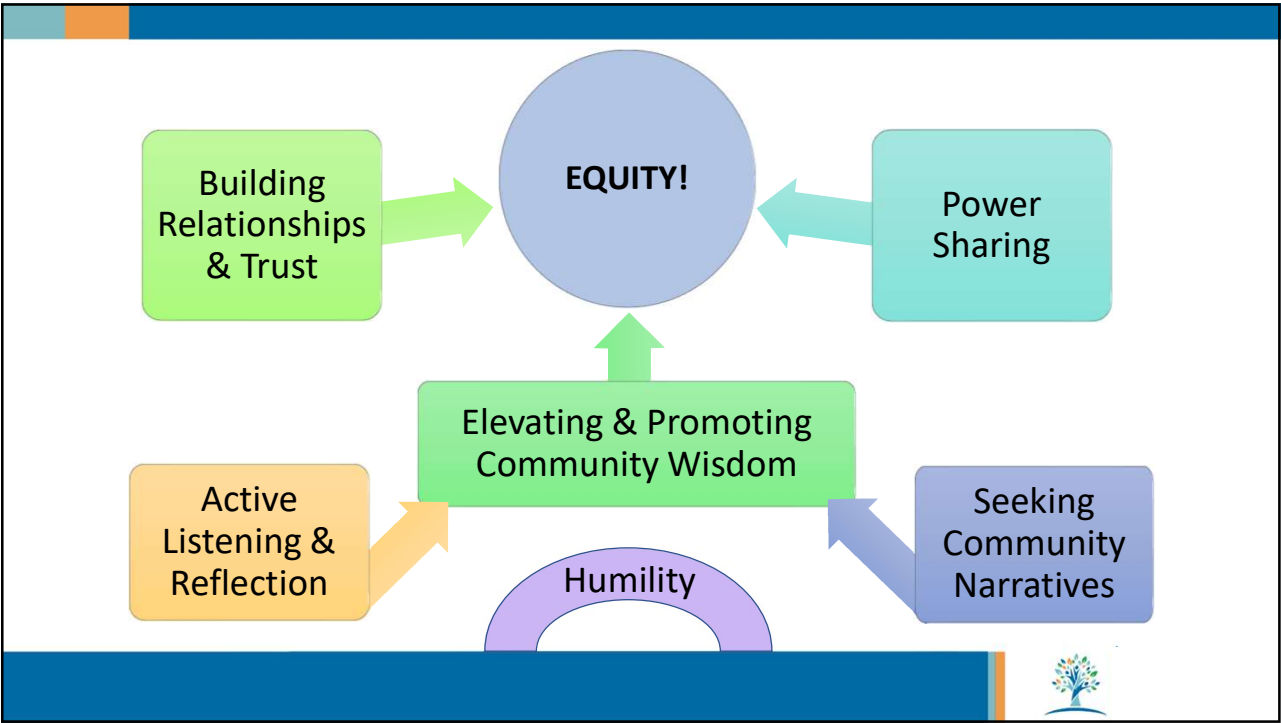 EQUITY!
Building
Relationships
& Trust
Power
Sharing
Elevating & Promoting
Community Wisdom
Active
Listening &
Reflection
Seeking
Community
Narratives
Humility